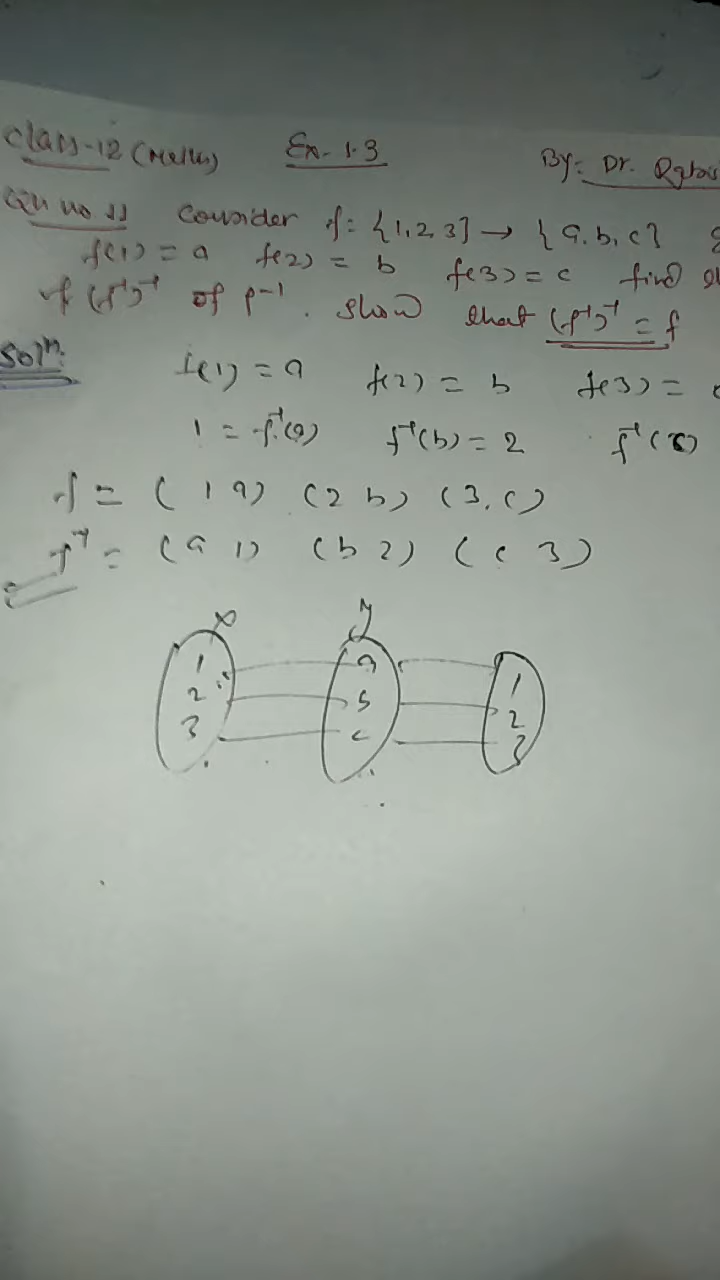 Class-12 (Maths) Ex-1.3 By: Dr.
Qu no 11 Consider f: {1,2,3} → {a,b,c}
f(1) = a f(2) = b f(3) = c find
of (f⁻¹)⁻¹ of f⁻¹. show that (f⁻¹)⁻¹ = f
Solⁿ: f(1) = a f(2) = b f(3) =
1 = f⁻¹(a) f⁻¹(b) = 2 f⁻¹(c)
f = (1 a) (2 b) (3, c)
f⁻¹ = (a 1) (b 2) (c 3)
x y
1 a 1
2 b 2
3 c 3